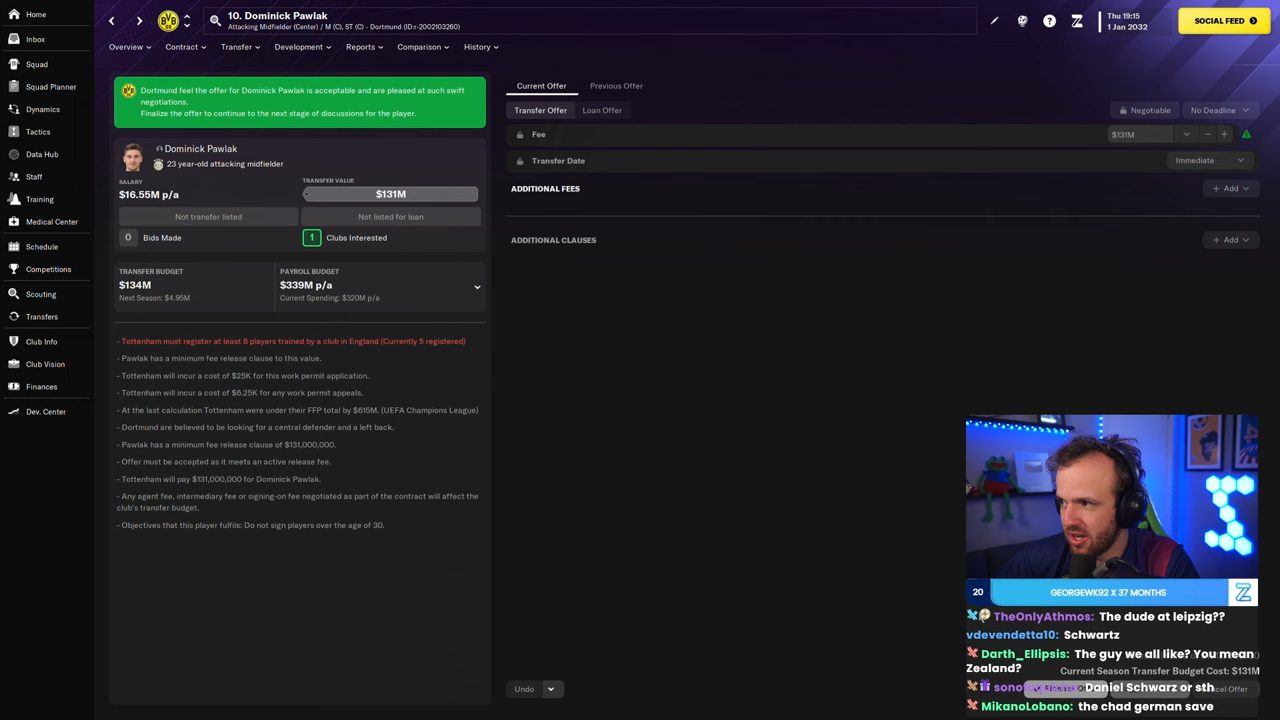 Home
Inbox
Squad
Squad Planner
Dynamics
Tactics
Data Hub
Staff
Training
Medical Center
Schedule
Competitions
Scouting
Transfers
Club Info
Club Vision
Finances
Dev. Center
10. Dominick Pawlak
Attacking Midfielder (Center) / M (C), ST (C) - Dortmund (ID:r-2002103260)
Thu 19:15
1 Jan 2032
SOCIAL FEED
Overview
Contract
Transfer
Development
Reports
Comparison
History
Dortmund feel the offer for Dominick Pawlak is acceptable and are pleased at such swift
negotiations.
Finalize the offer to continue to the next stage of discussions for the player.
Dominick Pawlak
23 year-old attacking midfielder
SALARY
$16.55M p/a
TRANSFER VALUE
$131M
Not transfer listed
Not listed for loan
0 Bids Made
1 Clubs Interested
TRANSFER BUDGET
$134M
Next Season: $4.95M
PAYROLL BUDGET
$339M p/a
Current Spending: $320M p/a
- Tottenham must register at least 8 players trained by a club in England (Currently 5 registered)
- Pawlak has a minimum fee release clause to this value.
- Tottenham will incur a cost of $25K for this work permit application.
- Tottenham will incur a cost of $6.25K for any work permit appeals.
- At the last calculation Tottenham were under their FFP total by $615M. (UEFA Champions League)
- Dortmund are believed to be looking for a central defender and a left back.
- Pawlak has a minimum fee release clause of $131,000,000.
- Offer must be accepted as it meets an active release fee.
- Tottenham will pay $131,000,000 for Dominick Pawlak.
- Any agent fee, intermediary fee or signing-on fee negotiated as part of the contract will affect the
club's transfer budget.
- Objectives that this player fulfils: Do not sign players over the age of 30.
Current Offer
Previous Offer
Transfer Offer
Loan Offer
Negotiable
No Deadline
Fee
$131M
Transfer Date
Immediate
ADDITIONAL FEES
Add
ADDITIONAL CLAUSES
Add
20
GEORGEWK92 X 37 MONTHS
TheOnlyAthmos: The dude at leipzig??
vdevendetta10: Schwartz
Darth_Ellipsis: The guy we all like? You mean
Zealand?
Current Season Transfer Budget Cost: $131M
Daniel Schwarz or sth
Offer
MikanoLobano: the chad german save
Undo